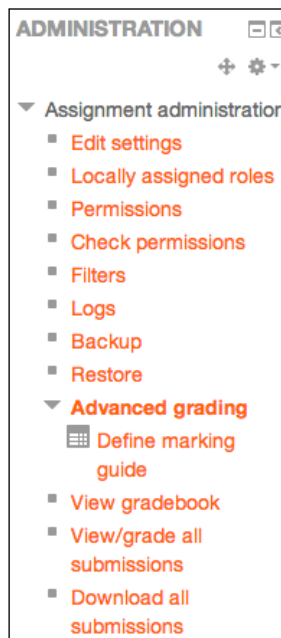 ADMINISTRATION
Assignment administration
Edit settings
Locally assigned roles
Permissions
Check permissions
Filters
Logs
Backup
Restore
Advanced grading
Define marking
guide
View gradebook
View/grade all
submissions
Download all
submissions